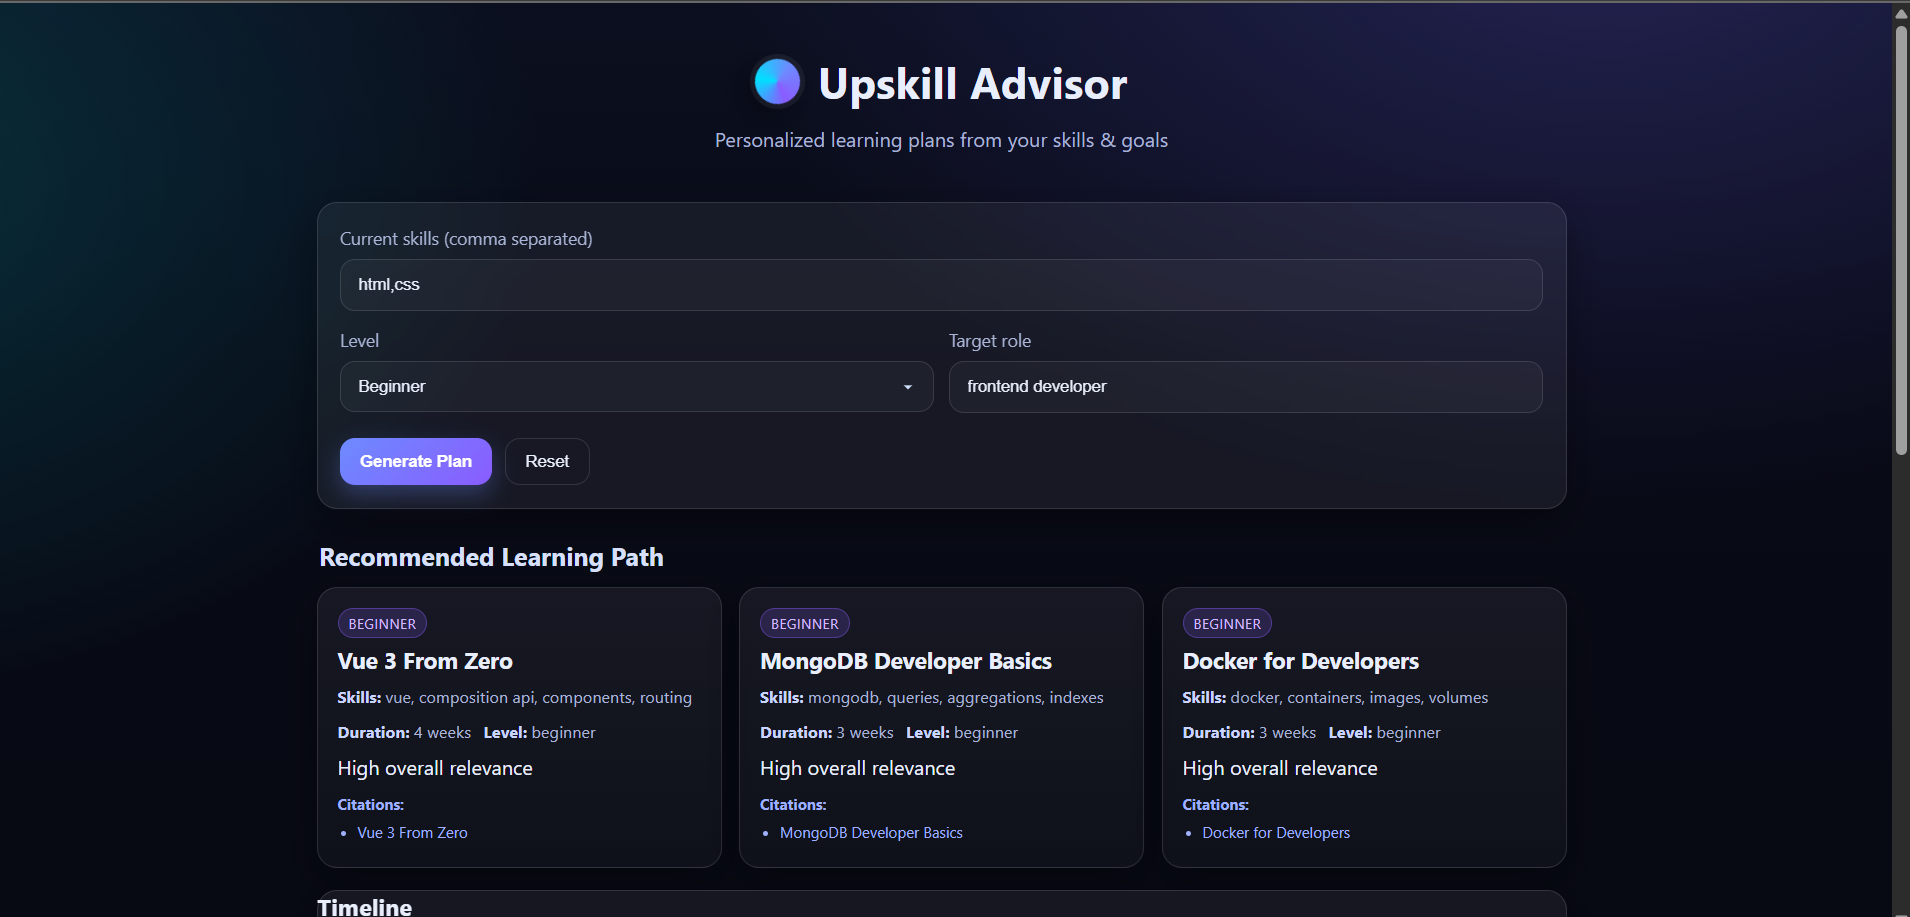 Upskill Advisor
Personalized learning plans from your skills & goals
Current skills (comma separated)
html,css
Level
Target role
Beginner
frontend developer
Generate Plan
Reset
Recommended Learning Path
BEGINNER
Vue 3 From Zero
Skills: vue, composition api, components, routing
Duration: 4 weeks Level: beginner
High overall relevance
Citations:
• Vue 3 From Zero
BEGINNER
MongoDB Developer Basics
Skills: mongodb, queries, aggregations, indexes
Duration: 3 weeks Level: beginner
High overall relevance
Citations:
• MongoDB Developer Basics
BEGINNER
Docker for Developers
Skills: docker, containers, images, volumes
Duration: 3 weeks Level: beginner
High overall relevance
Citations:
• Docker for Developers
Timeline